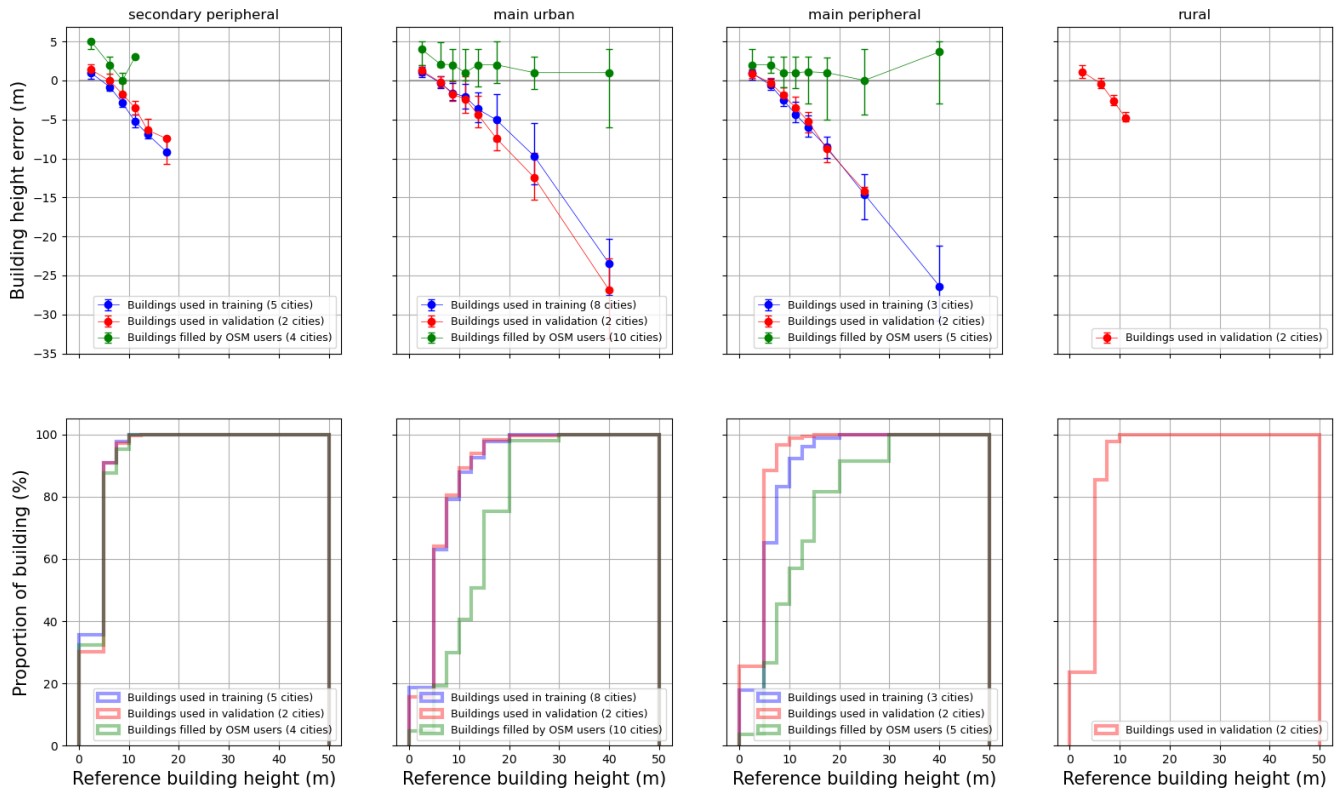 secondary peripheral
main urban
main peripheral
rural
Building height error (m)
5
0
−5
−10
−15
−20
−25
−30
−35
Buildings used in training (5 cities)
Buildings used in validation (2 cities)
Buildings filled by OSM users (4 cities)
Buildings used in training (8 cities)
Buildings used in validation (2 cities)
Buildings filled by OSM users (10 cities)
Buildings used in training (3 cities)
Buildings used in validation (2 cities)
Buildings filled by OSM users (5 cities)
Buildings used in validation (2 cities)
Proportion of building (%)
100
80
60
40
20
0
Buildings used in training (5 cities)
Buildings used in validation (2 cities)
Buildings filled by OSM users (4 cities)
Buildings used in training (8 cities)
Buildings used in validation (2 cities)
Buildings filled by OSM users (10 cities)
Buildings used in training (3 cities)
Buildings used in validation (2 cities)
Buildings filled by OSM users (5 cities)
Buildings used in validation (2 cities)
0 10 20 30 40 50
0 10 20 30 40 50
0 10 20 30 40 50
0 10 20 30 40 50
Reference building height (m)
Reference building height (m)
Reference building height (m)
Reference building height (m)